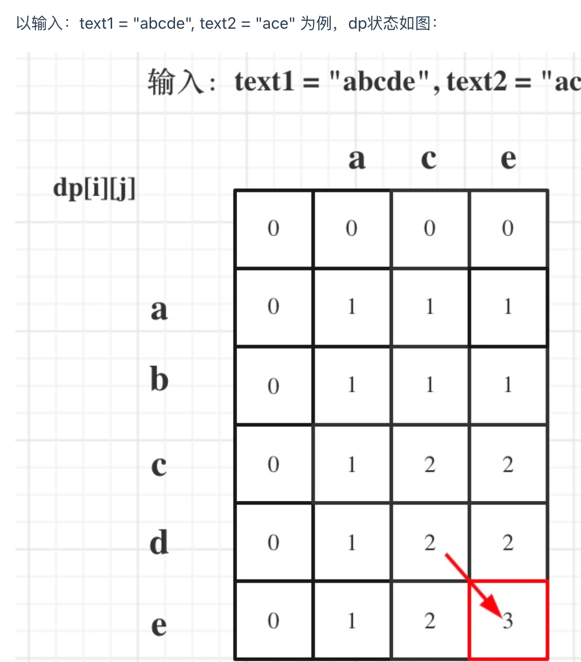 以输入：text1 = "abcde", text2 = "ace" 为例，dp状态如图：
输入：text1 = "abcde", text2 = "ac
a c e
dp[i][j]
0 0 0 0
a 0 1 1 1
b 0 1 1 1
c 0 1 2 2
d 0 1 2 2
e 0 1 2 3